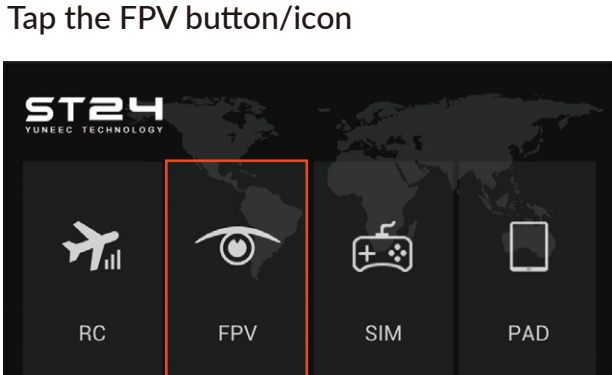 Tap the FPV button/icon
ST24
YUNEEC TECHNOLOGY
RC
FPV
SIM
PAD